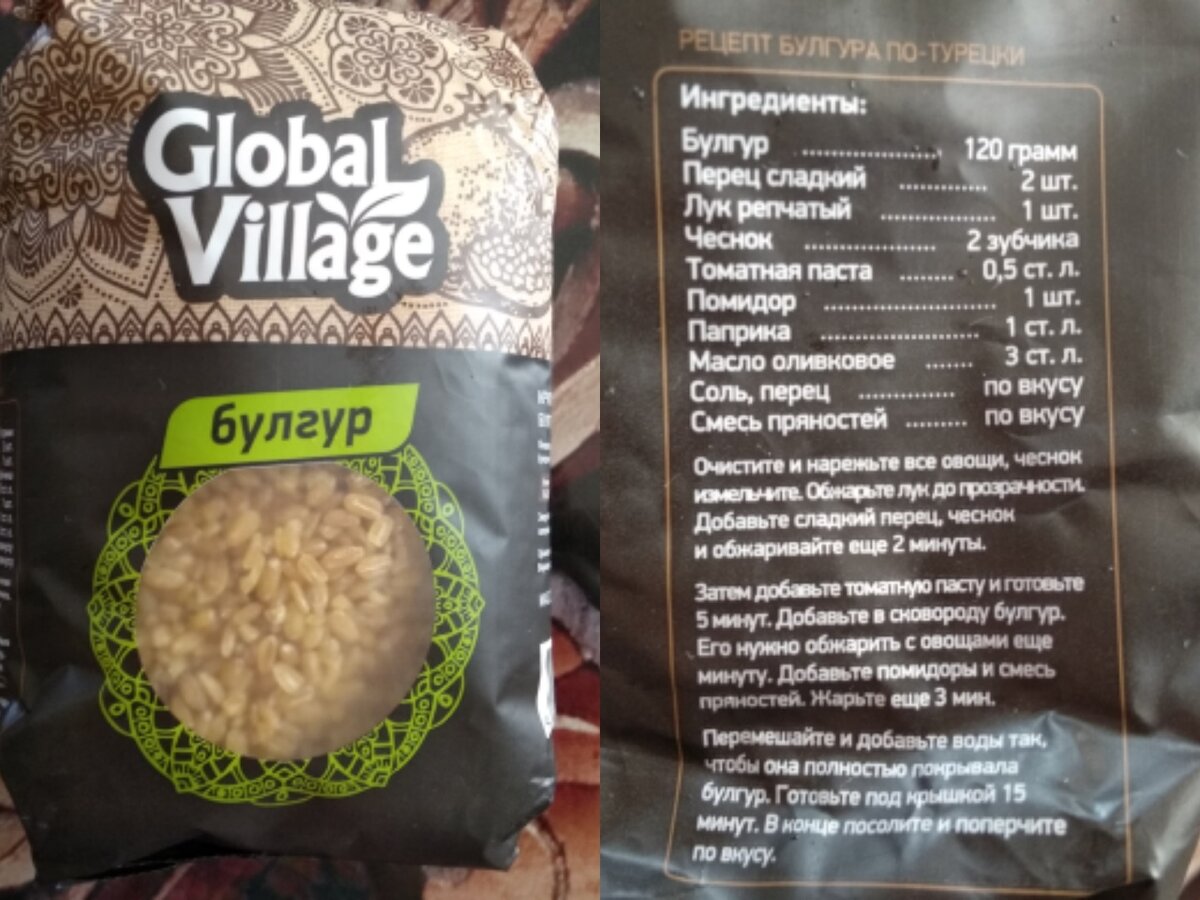 Global
Village
булгур
РЕЦЕПТ БУЛГУРА ПО-ТУРЕЦКИ
Ингредиенты:
Булгур .................... 120 грамм
Перец сладкий ............. 2 шт.
Лук репчатый ................. 1 шт.
Чеснок ................... 2 зубчика
Томатная паста ........ 0,5 ст. л.
Помидор .......................... 1 шт.
Паприка ........................ 1 ст. л.
Масло оливковое ....... 3 ст. л.
Соль, перец .............. по вкусу
Смесь пряностей ......... по вкусу
Очистите и нарежьте все овощи, чеснок
измельчите. Обжарьте лук до прозрачности.
Добавьте сладкий перец, чеснок
и обжаривайте еще 2 минуты.
Затем добавьте томатную пасту и готовьте
5 минут. Добавьте в сковороду булгур.
Его нужно обжарить с овощами еще
минуту. Добавьте помидоры и смесь
пряностей. Жарьте еще 3 мин.
Перемешайте и добавьте воды так,
чтобы она полностью покрывала
булгур. Готовьте под крышкой 15
минут. В конце посолите и поперчите
по вкусу.